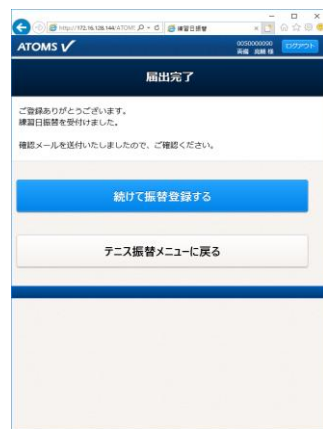 http://172.16.128.144/ATOMS
練習日振替
ATOMS
0050000000
様
ログアウト
届出完了
ご登録ありがとうございます。
練習日振替を受付けました。
確認メールを送付いたしましたので、ご確認ください。
続けて振替登録する
テニス振替メニューに戻る